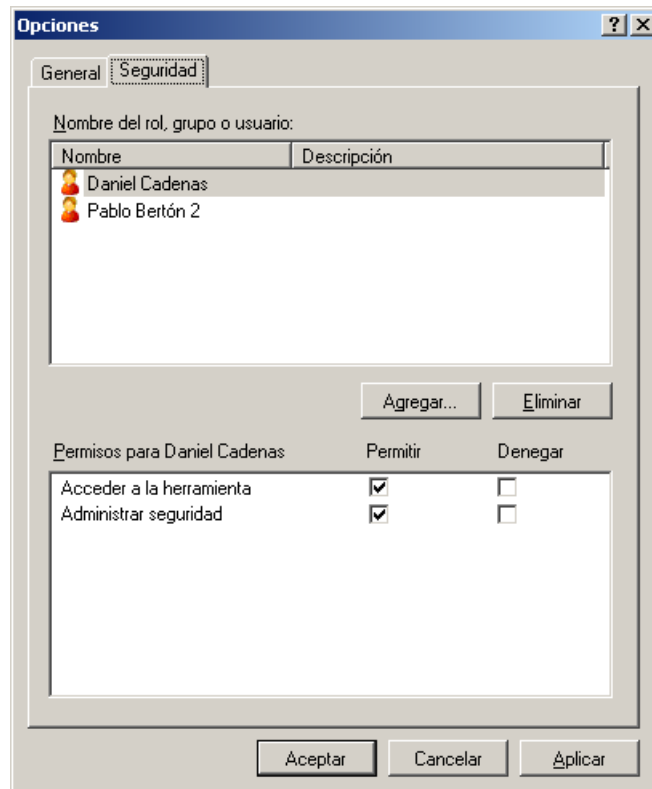 Opciones
General Seguridad
Nombre del rol, grupo o usuario:
Nombre Descripción
Daniel Cadenas
Pablo Bertón 2
Agregar... Eliminar
Permisos para Daniel Cadenas Permitir Denegar
Acceder a la herramienta
Administrar seguridad
Aceptar Cancelar Aplicar